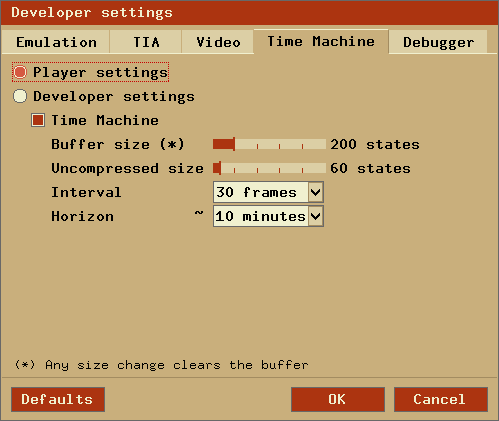 Developer settings
Emulation TIA Video Time Machine Debugger
Player settings
Developer settings
Time Machine
Buffer size (*) 200 states
Uncompressed size 60 states
Interval 30 frames
Horizon ~ 10 minutes
(*) Any size change clears the buffer
Defaults OK Cancel